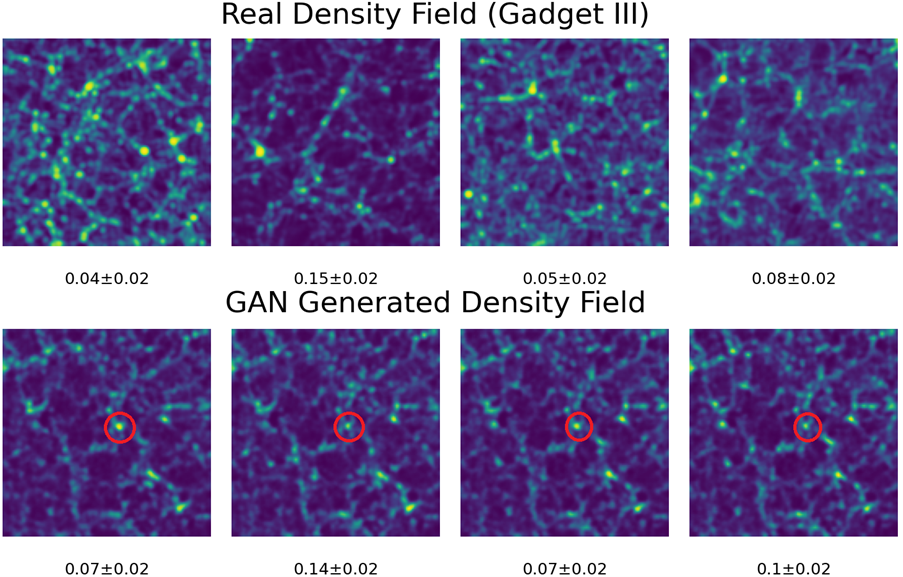 Real Density Field (Gadget III)
0.04±0.02 0.15±0.02 0.05±0.02 0.08±0.02
GAN Generated Density Field
0.07±0.02 0.14±0.02 0.07±0.02 0.1±0.02